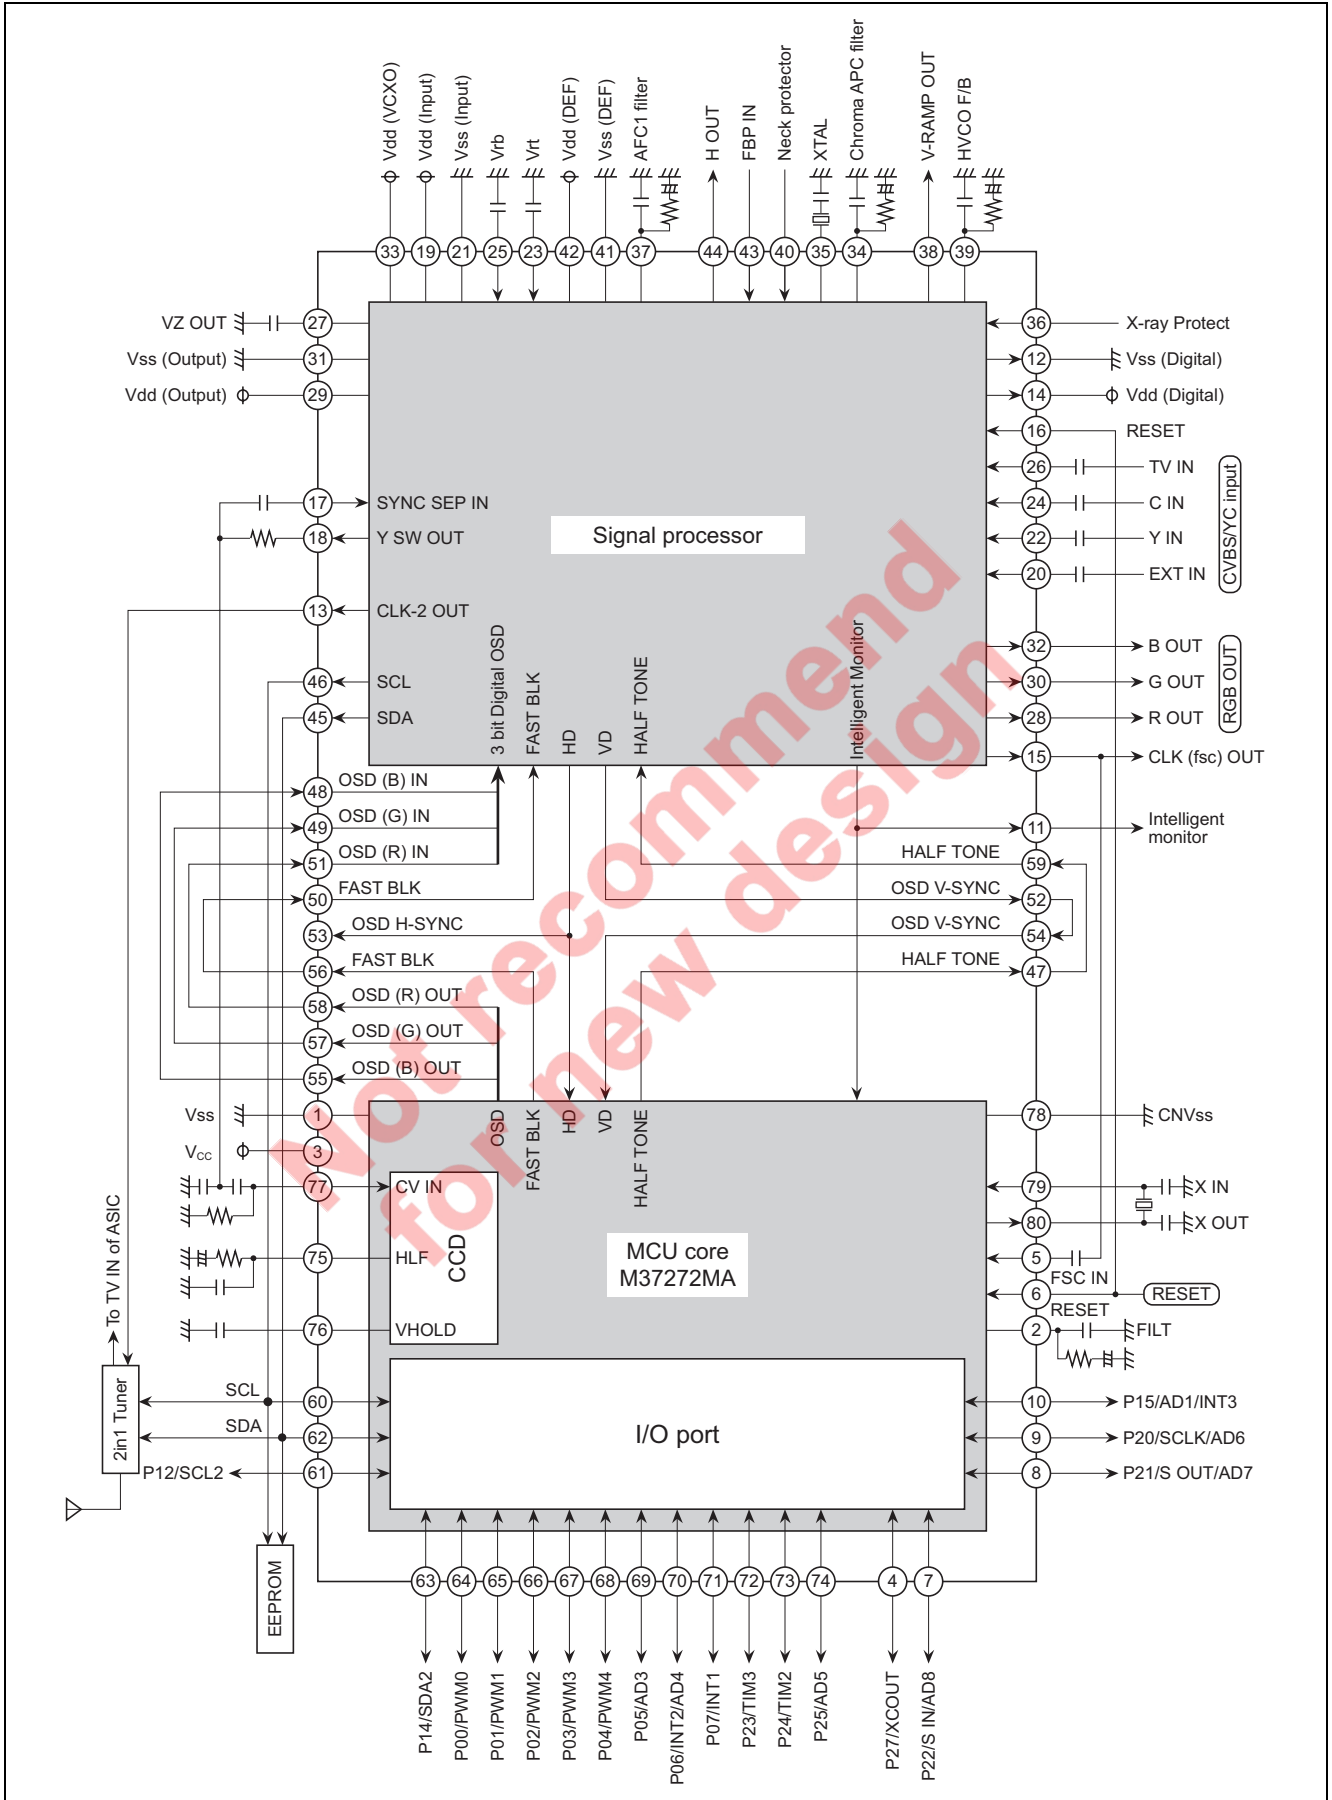 Vdd (VCXO)
Vdd (Input)
Vss (Input)
Vrb
Vrt
Vdd (DEF)
Vss (DEF)
AFC1 filter
H OUT
FBP IN
Neck protector
XTAL
Chroma APC filter
V-RAMP OUT
HVCO F/B
33 19 21 25 23 42 41 37 44 43 40 35 34 38 39
VZ OUT 27
Vss (Output) 31
Vdd (Output) 29
17 SYNC SEP IN
18 Y SW OUT
13 CLK-2 OUT
46 SCL
45 SDA
Signal processor
3 bit Digital OSD
FAST BLK
HD
VD
HALF TONE
Intelligent Monitor
36 X-ray Protect
12 Vss (Digital)
14 Vdd (Digital)
16 RESET
26 TV IN
24 C IN
22 Y IN
20 EXT IN
CVBS/YC input
32 B OUT
30 G OUT
28 R OUT
RGB OUT
15 CLK (fsc) OUT
11 Intelligent
monitor
48 OSD (B) IN
49 OSD (G) IN
51 OSD (R) IN
50 FAST BLK
53 OSD H-SYNC
56 FAST BLK
58 OSD (R) OUT
57 OSD (G) OUT
55 OSD (B) OUT
HALF TONE 59
OSD V-SYNC 52
OSD V-SYNC 54
HALF TONE 47
Not recommend
for new design
Vss 1
Vcc 3
77 CV IN
75 HLF
76 VHOLD
CCD
OSD
FAST BLK
HD
VD
HALF TONE
MCU core
M37272MA
78 CNVss
79 X IN
80 X OUT
5
FSC IN
6 RESET
RESET
2 FILT
To TV IN of ASIC
2in1 Tuner
SCL 60
SDA 62
P12/SCL2 61
I/O port
10 P15/AD1/INT3
9 P20/SCLK/AD6
8 P21/S OUT/AD7
EEPROM
63 64 65 66 67 68 69 70 71 72 73 74 4 7
P14/SDA2
P00/PWM0
P01/PWM1
P02/PWM2
P03/PWM3
P04/PWM4
P05/AD3
P06/INT2/AD4
P07/INT1
P23/TIM3
P24/TIM2
P25/AD5
P27/XCOUT
P22/S IN/AD8